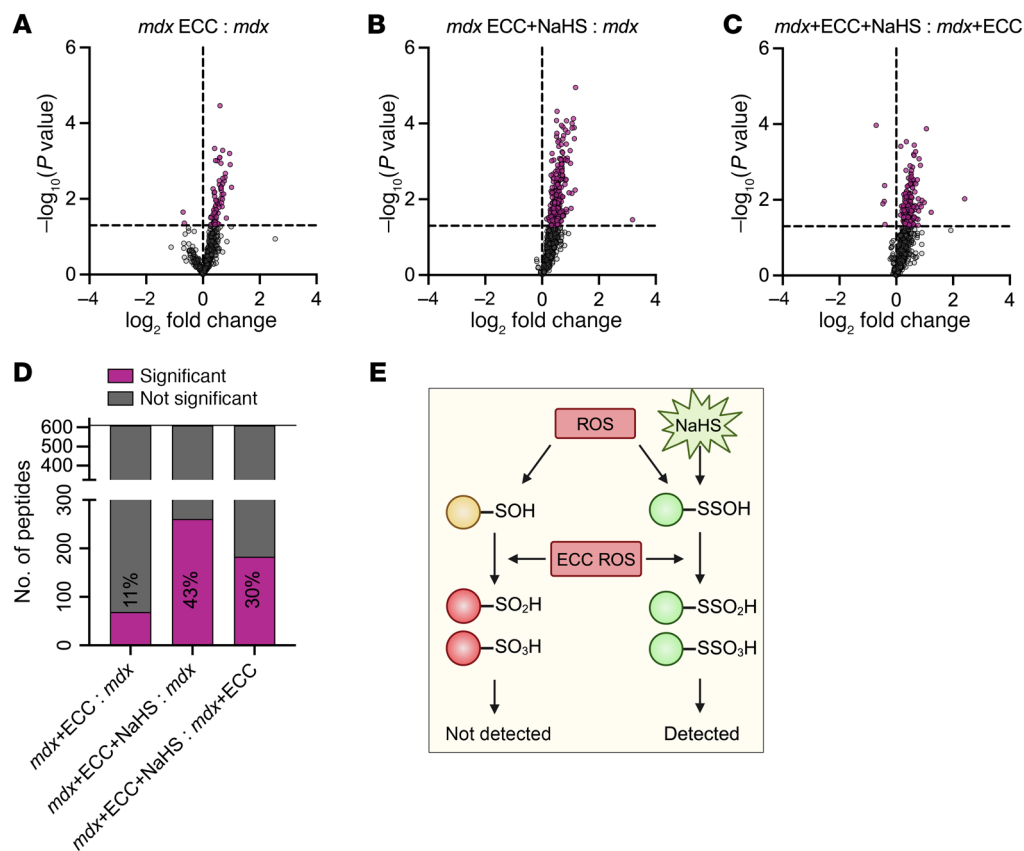 A
mdx ECC : mdx
–log10(P value)
6
4
2
0
–4
–2
0
2
4
log2 fold change
B
mdx ECC+NaHS : mdx
–log10(P value)
6
4
2
0
–4
–2
0
2
4
log2 fold change
C
mdx+ECC+NaHS : mdx+ECC
–log10(P value)
6
4
2
0
–4
–2
0
2
4
log2 fold change
D
Significant
Not significant
No. of peptides
600
500
400
300
200
100
0
11%
43%
30%
mdx+ECC : mdx
mdx+ECC+NaHS : mdx
mdx+ECC+NaHS : mdx+ECC
E
ROS
NaHS
SOH
SSOH
ECC ROS
SO2H
SSO2H
SO3H
SSO3H
Not detected
Detected